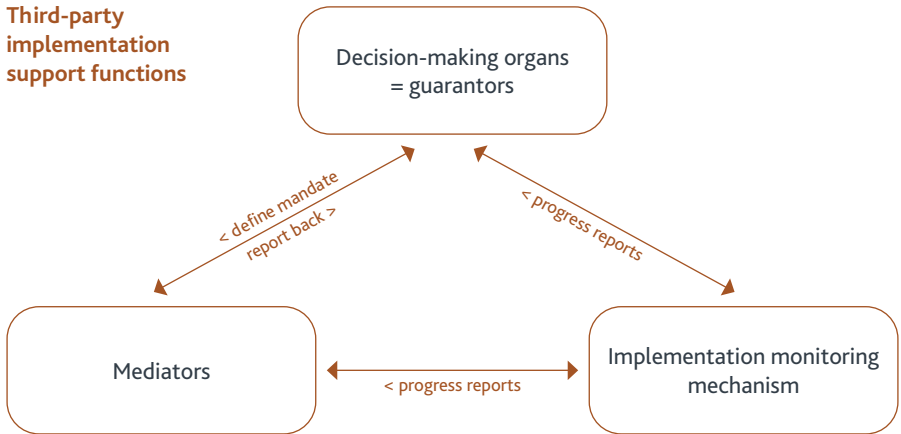 Third-party
implementation
support functions
Decision-making organs
= guarantors
< define mandate
report back >
< progress reports
Mediators
< progress reports
Implementation monitoring
mechanism